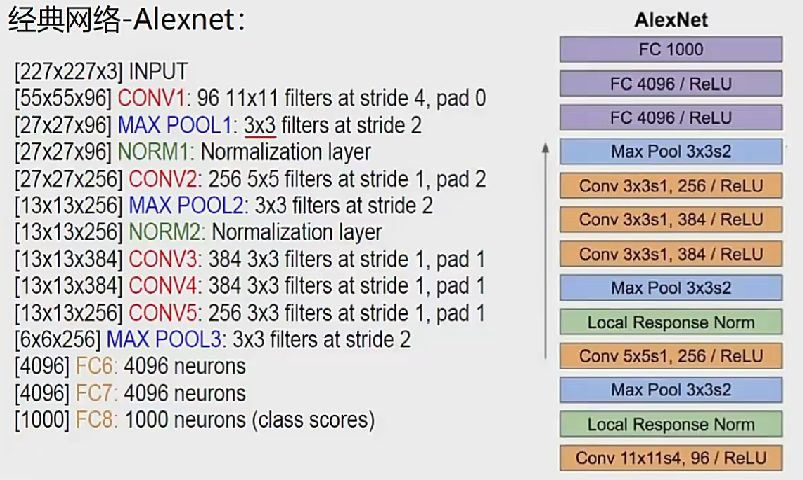 经典网络-Alexnet:
[227x227x3] INPUT
[55x55x96] CONV1: 96 11x11 filters at stride 4, pad 0
[27x27x96] MAX POOL1: 3x3 filters at stride 2
[27x27x96] NORM1: Normalization layer
[27x27x256] CONV2: 256 5x5 filters at stride 1, pad 2
[13x13x256] MAX POOL2: 3x3 filters at stride 2
[13x13x256] NORM2: Normalization layer
[13x13x384] CONV3: 384 3x3 filters at stride 1, pad 1
[13x13x384] CONV4: 384 3x3 filters at stride 1, pad 1
[13x13x256] CONV5: 256 3x3 filters at stride 1, pad 1
[6x6x256] MAX POOL3: 3x3 filters at stride 2
[4096] FC6: 4096 neurons
[4096] FC7: 4096 neurons
[1000] FC8: 1000 neurons (class scores)
AlexNet
FC 1000
FC 4096 / ReLU
FC 4096 / ReLU
Max Pool 3x3s2
Conv 3x3s1, 256 / ReLU
Conv 3x3s1, 384 / ReLU
Conv 3x3s1, 384 / ReLU
Max Pool 3x3s2
Local Response Norm
Conv 5x5s1, 256 / ReLU
Max Pool 3x3s2
Local Response Norm
Conv 11x11s4, 96 / ReLU